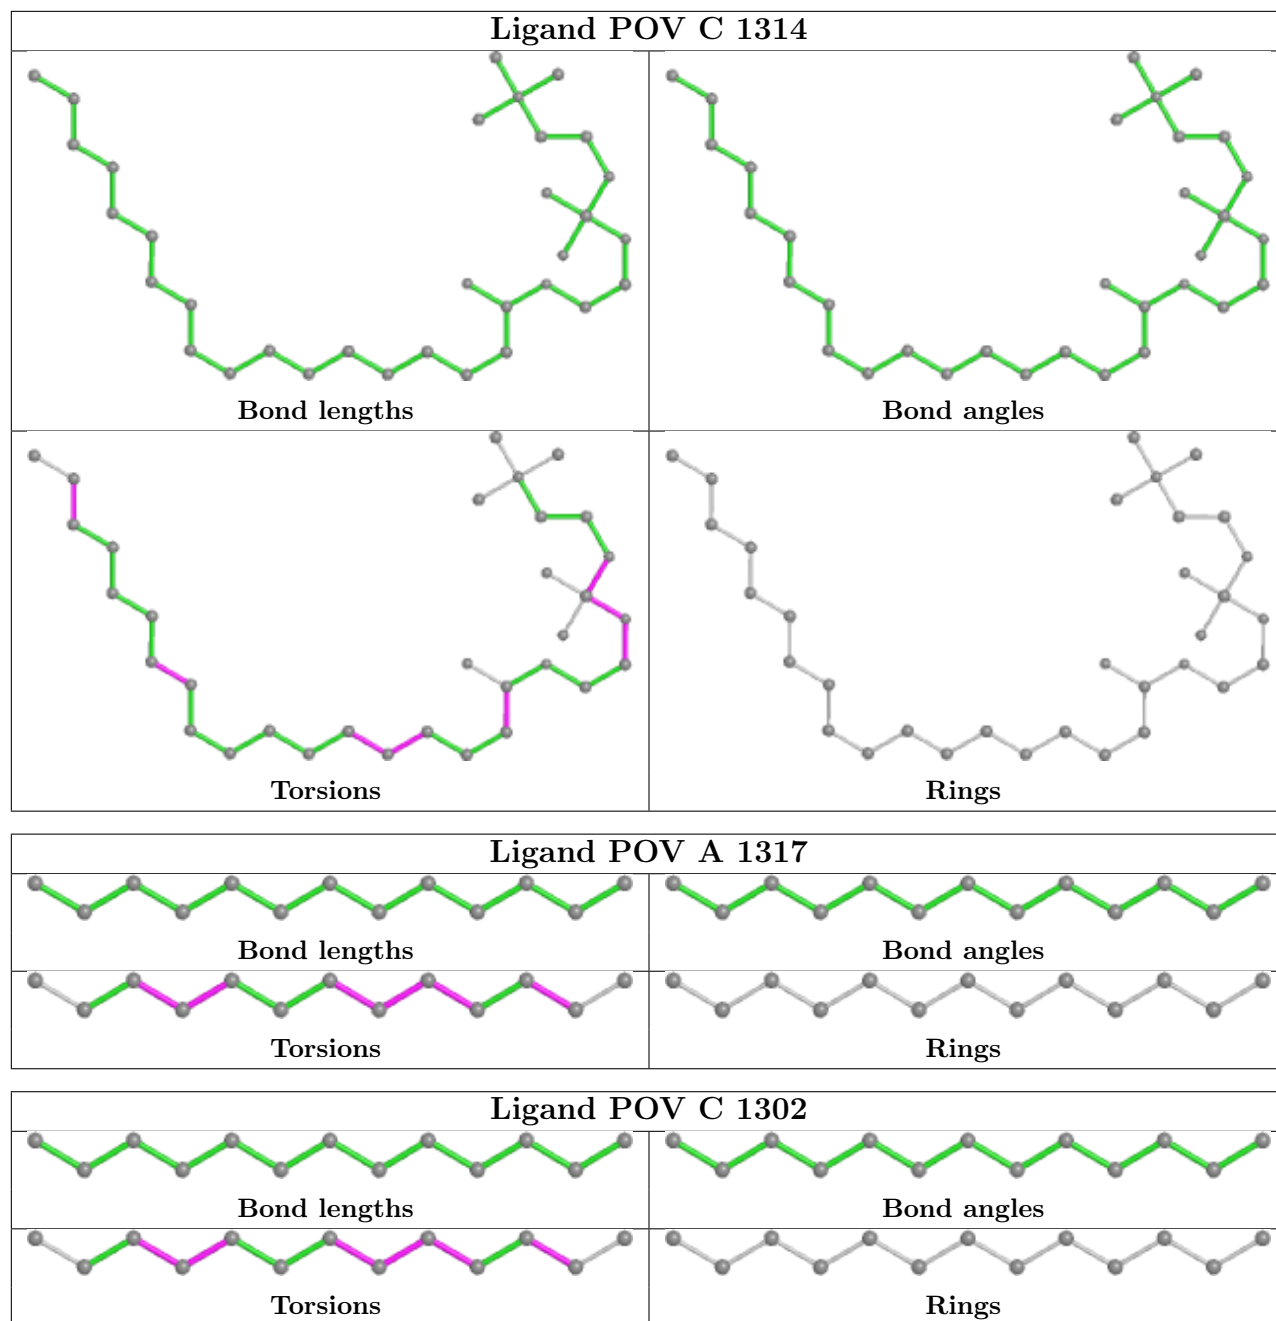 Ligand POV C 1314
Bond lengths
Bond angles
Torsions
Rings
Ligand POV A 1317
Bond lengths
Bond angles
Torsions
Rings
Ligand POV C 1302
Bond lengths
Bond angles
Torsions
Rings